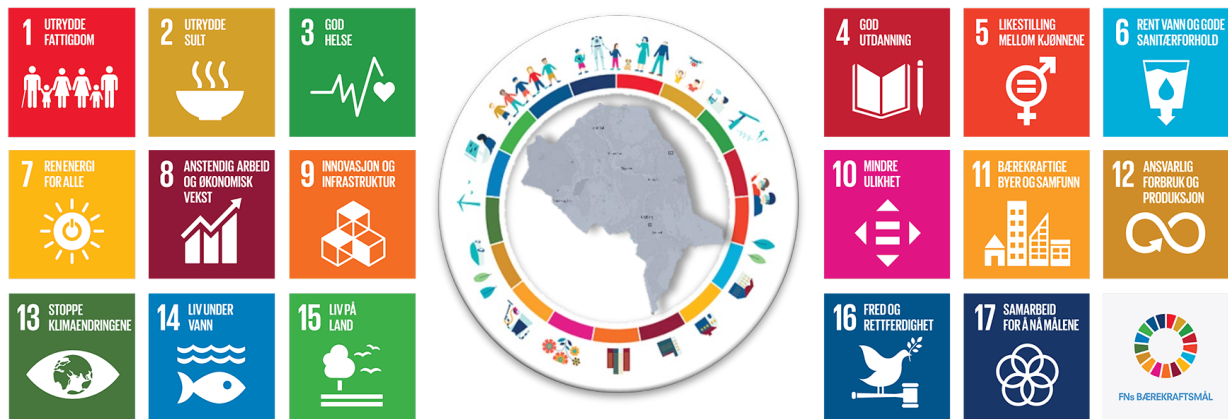 1 UTRYDDE
FATTIGDOM
2 UTRYDDE
SULT
3 GOD
HELSE
4 GOD
UTDANNING
5 LIKESTILLING
MELLOM KJØNNENE
6 RENT VANN OG GODE
SANITÆRFORHOLD
7 REN ENERGI
FOR ALLE
8 ANSTENDIG ARBEID
OG ØKONOMISK
VEKST
9 INNOVASJON OG
INFRASTRUKTUR
10 MINDRE
ULIKHET
11 BÆREKRAFTIGE
BYER OG SAMFUNN
12 ANSVARLIG
FORBRUK OG
PRODUKSJON
13 STOPPE
KLIMAENDRINGENE
14 LIV UNDER
VANN
15 LIV PÅ
LAND
16 FRED OG
RETTFERDIGHET
17 SAMARBEID
FOR Å NÅ MÅLENE
FNs BÆREKRAFTSMÅL